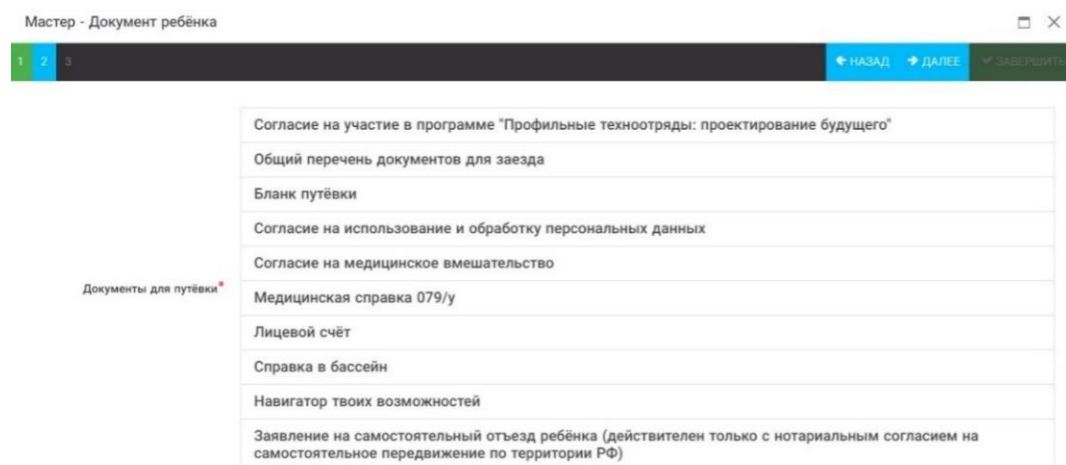 Мастер - Документ ребёнка
1 2 3 НАЗАД ДАЛЕЕ ЗАВЕРШИТЬ
Согласие на участие в программе "Профильные техноотряды: проектирование будущего"
Общий перечень документов для заезда
Бланк путёвки
Согласие на использование и обработку персональных данных
Согласие на медицинское вмешательство
Документы для путёвки*
Медицинская справка 079/у
Лицевой счёт
Справка в бассейн
Навигатор твоих возможностей
Заявление на самостоятельный отъезд ребёнка (действителен только с нотариальным согласием на
самостоятельное передвижение по территории РФ)